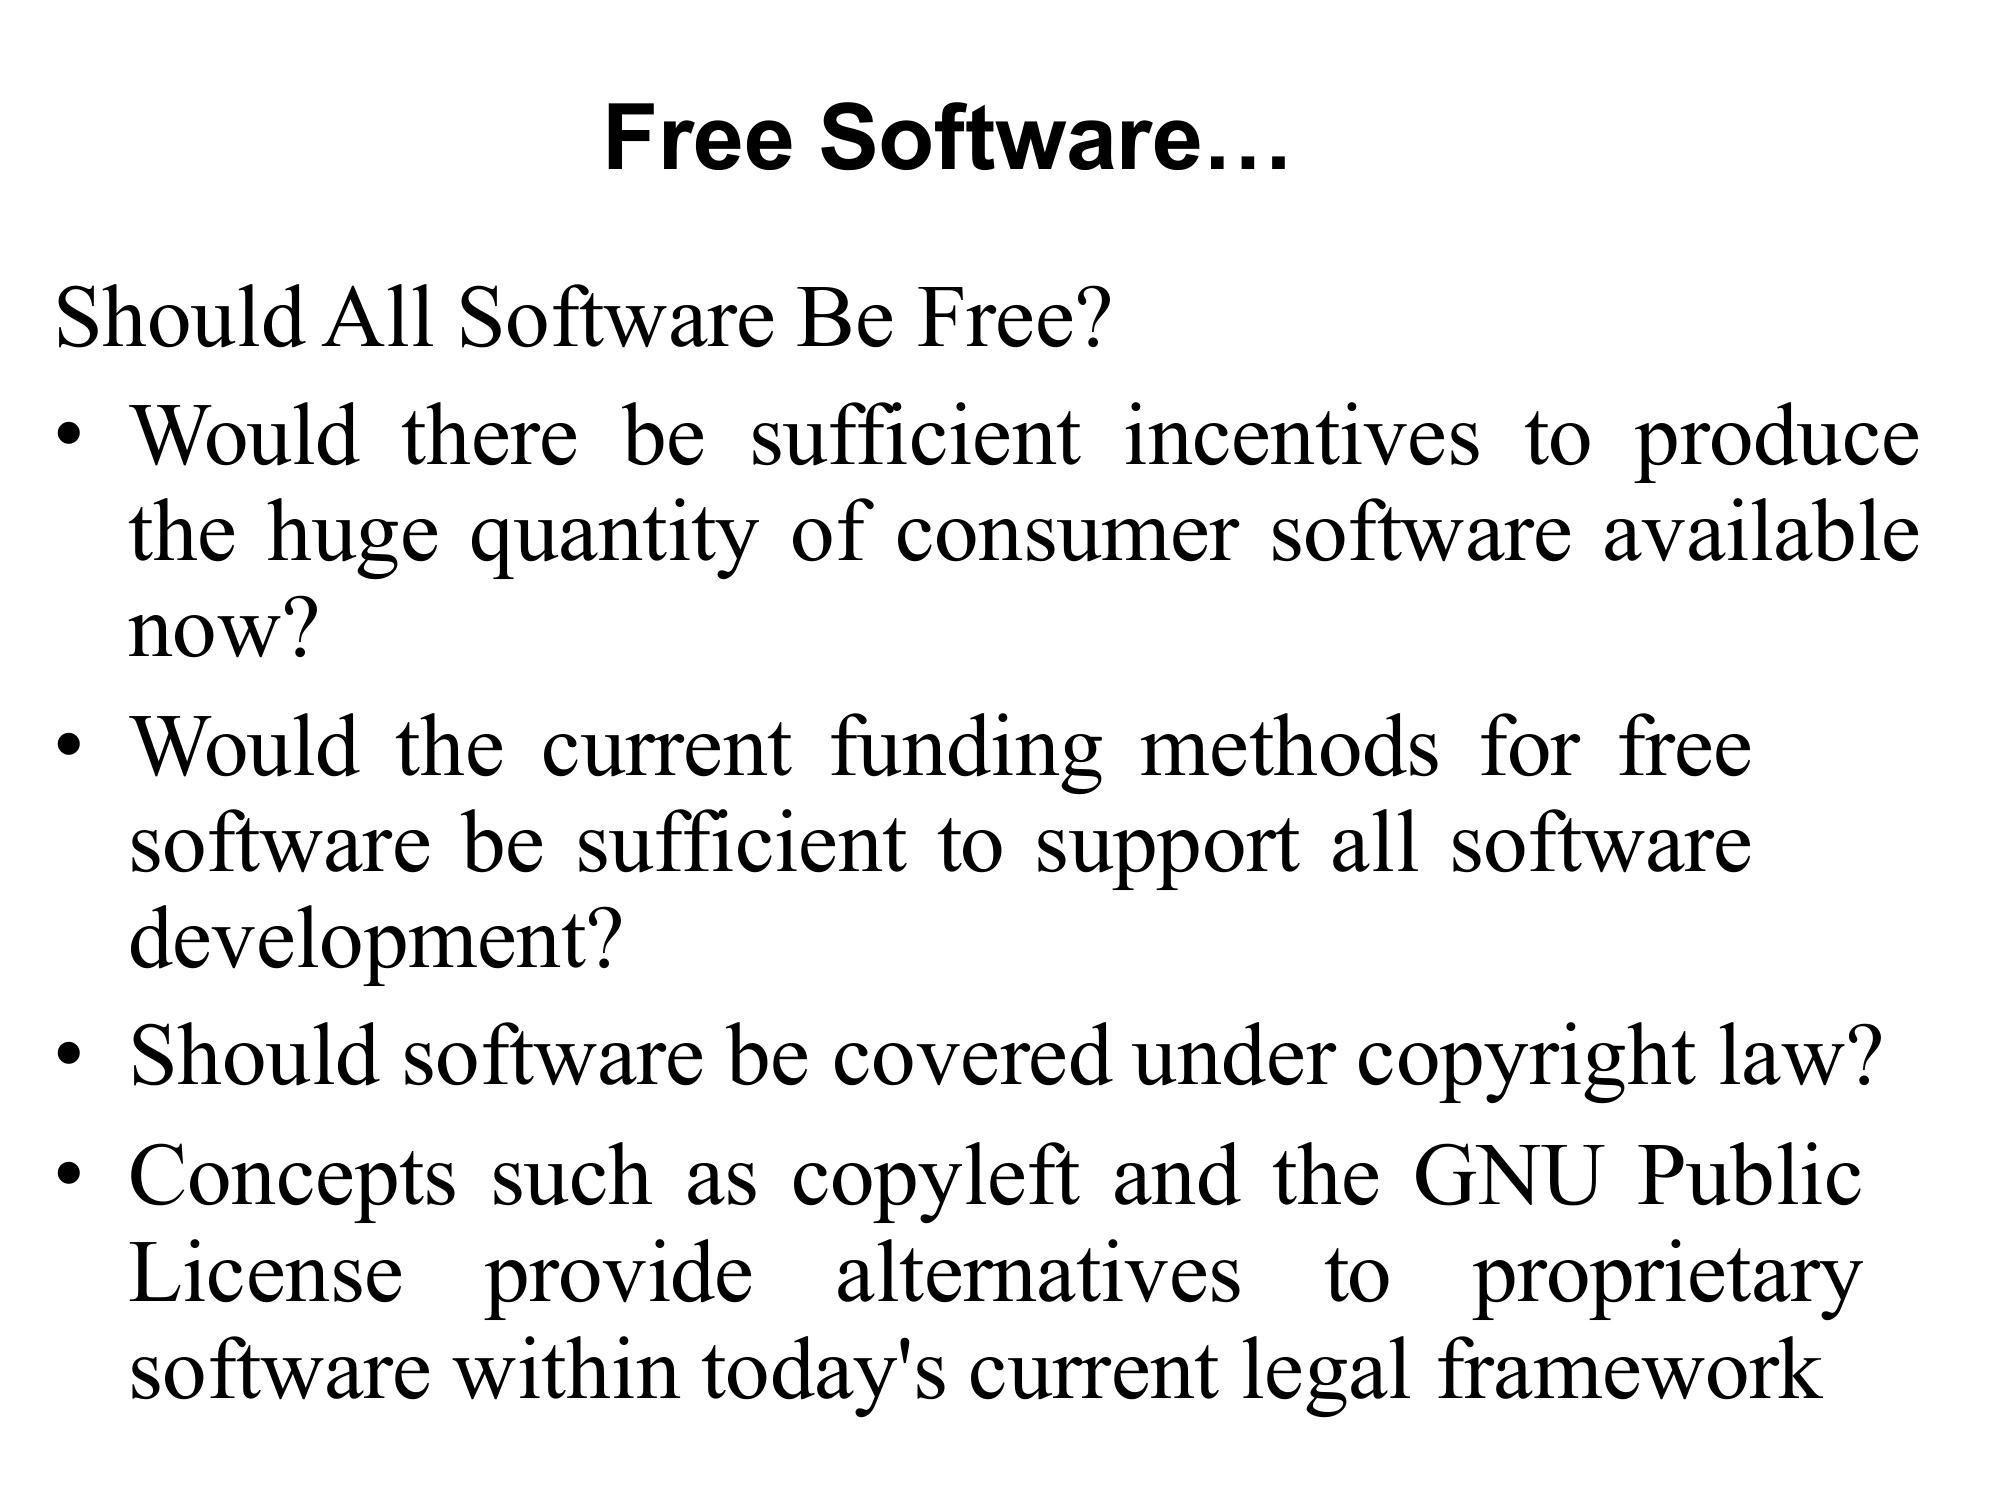 Free Software…
Should All Software Be Free?
• Would there be sufficient incentives to produce
the huge quantity of consumer software available
now?
• Would the current funding methods for free
software be sufficient to support all software
development?
• Should software be covered under copyright law?
• Concepts such as copyleft and the GNU Public
License provide alternatives to proprietary
software within today's current legal framework